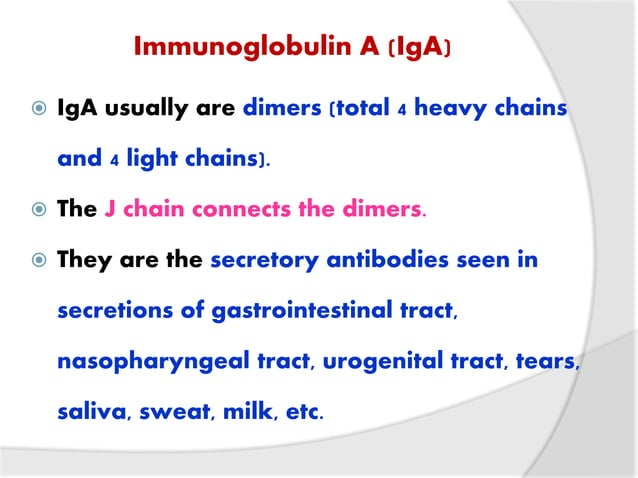 Immunoglobulin A (IgA)
IgA usually are dimers (total 4 heavy chains
and 4 light chains).
The J chain connects the dimers.
They are the secretory antibodies seen in
secretions of gastrointestinal tract,
nasopharyngeal tract, urogenital tract, tears,
saliva, sweat, milk, etc.